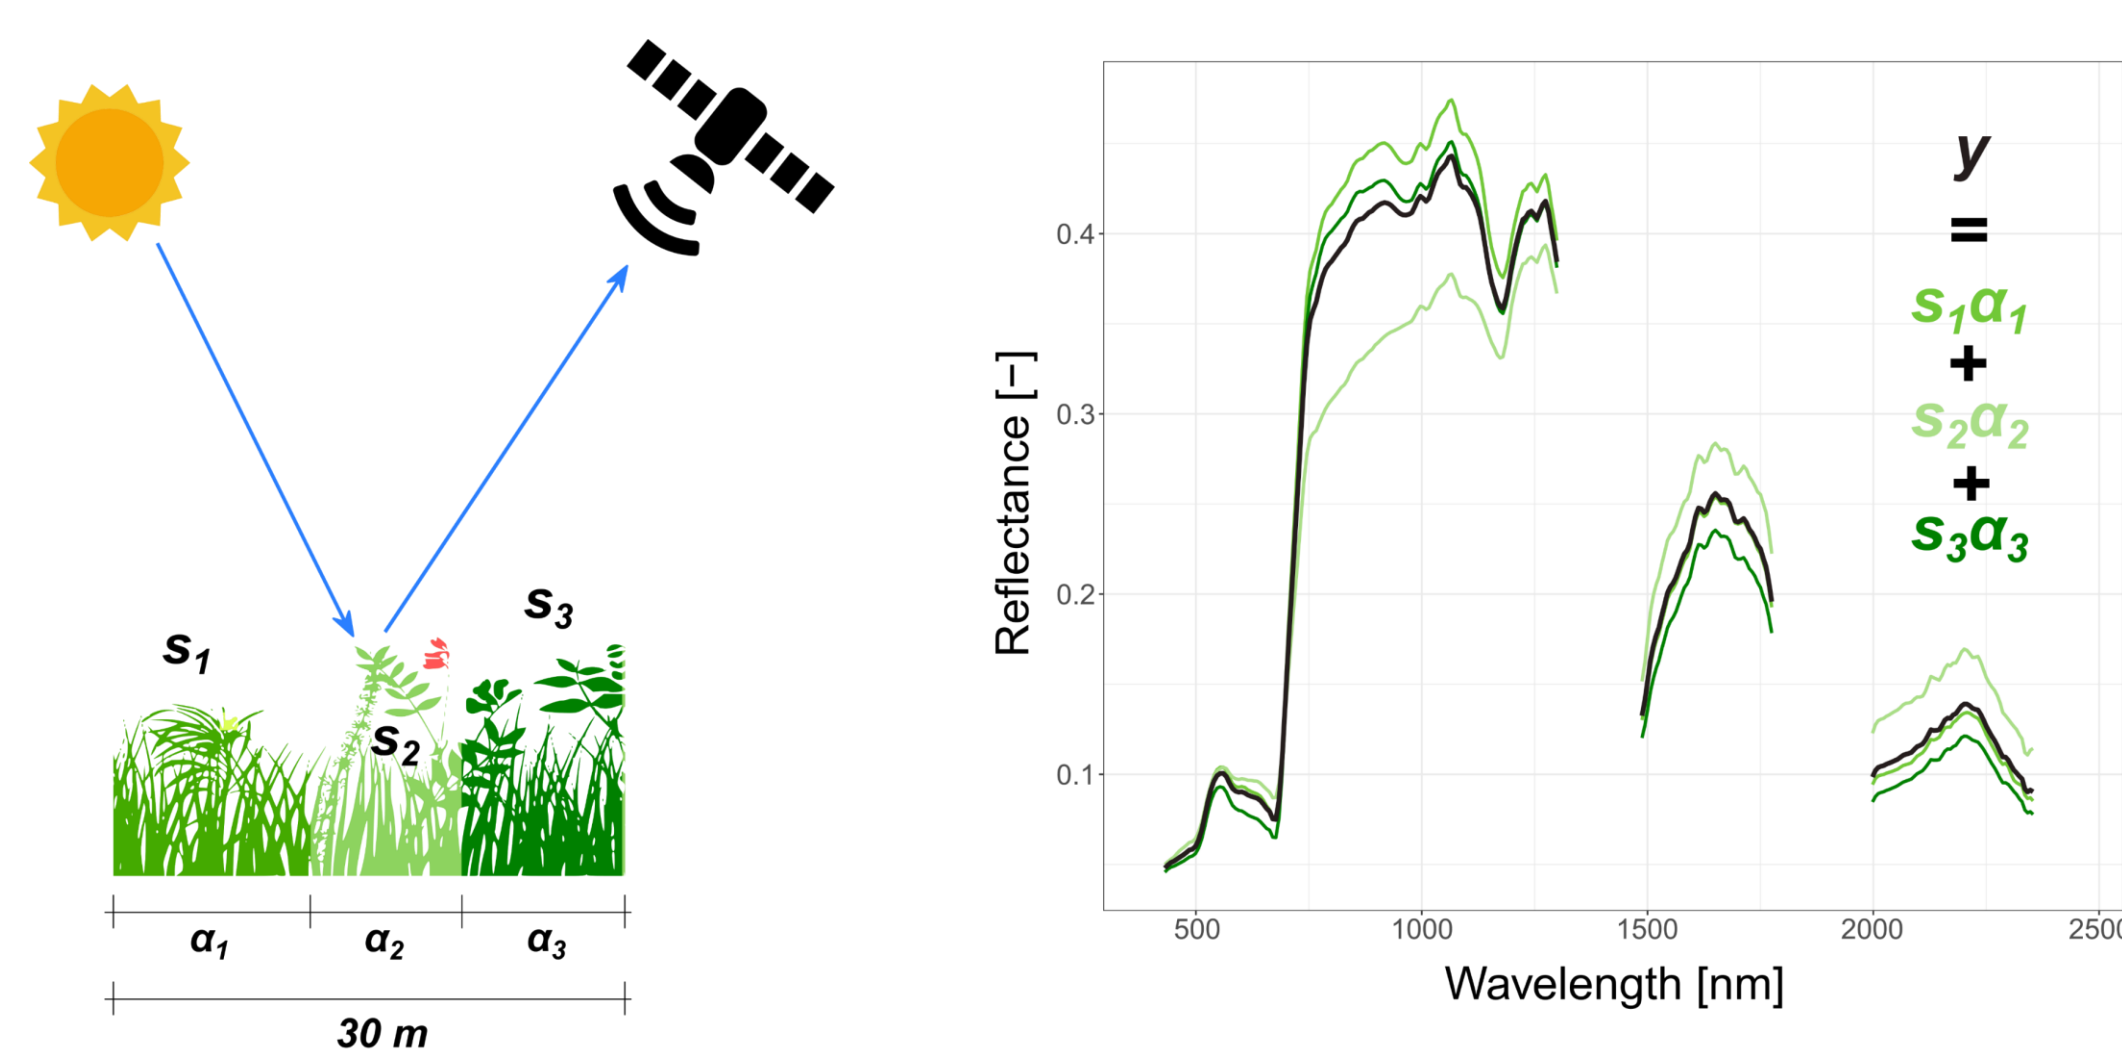 s1
s2
s3
α1 α2 α3
30 m
Reflectance [−]
0.4
0.3
0.2
0.1
500 1000 1500 2000 250
Wavelength [nm]
y
=
s1α1
+
s2α2
+
s3α3